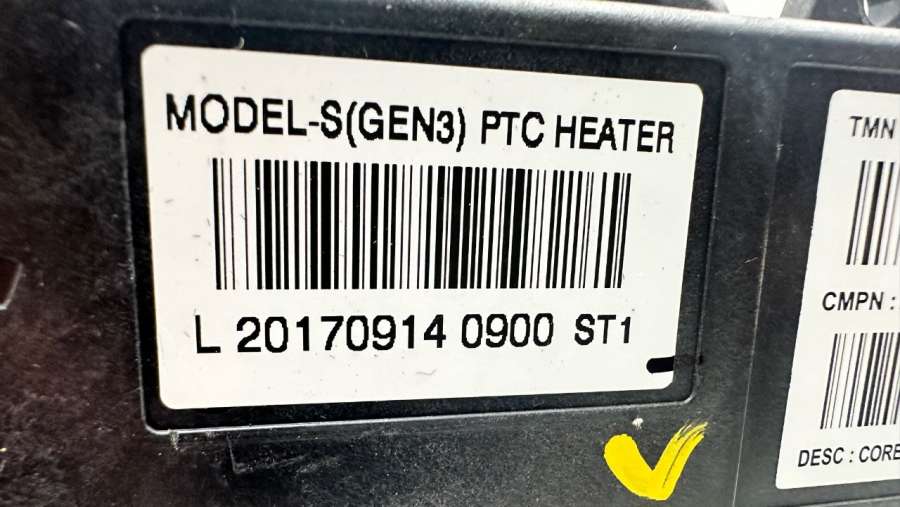 MODEL-S(GEN3) PTC HEATER
L 20170914 0900 ST1
TMN
CMPN :
DESC : CORE